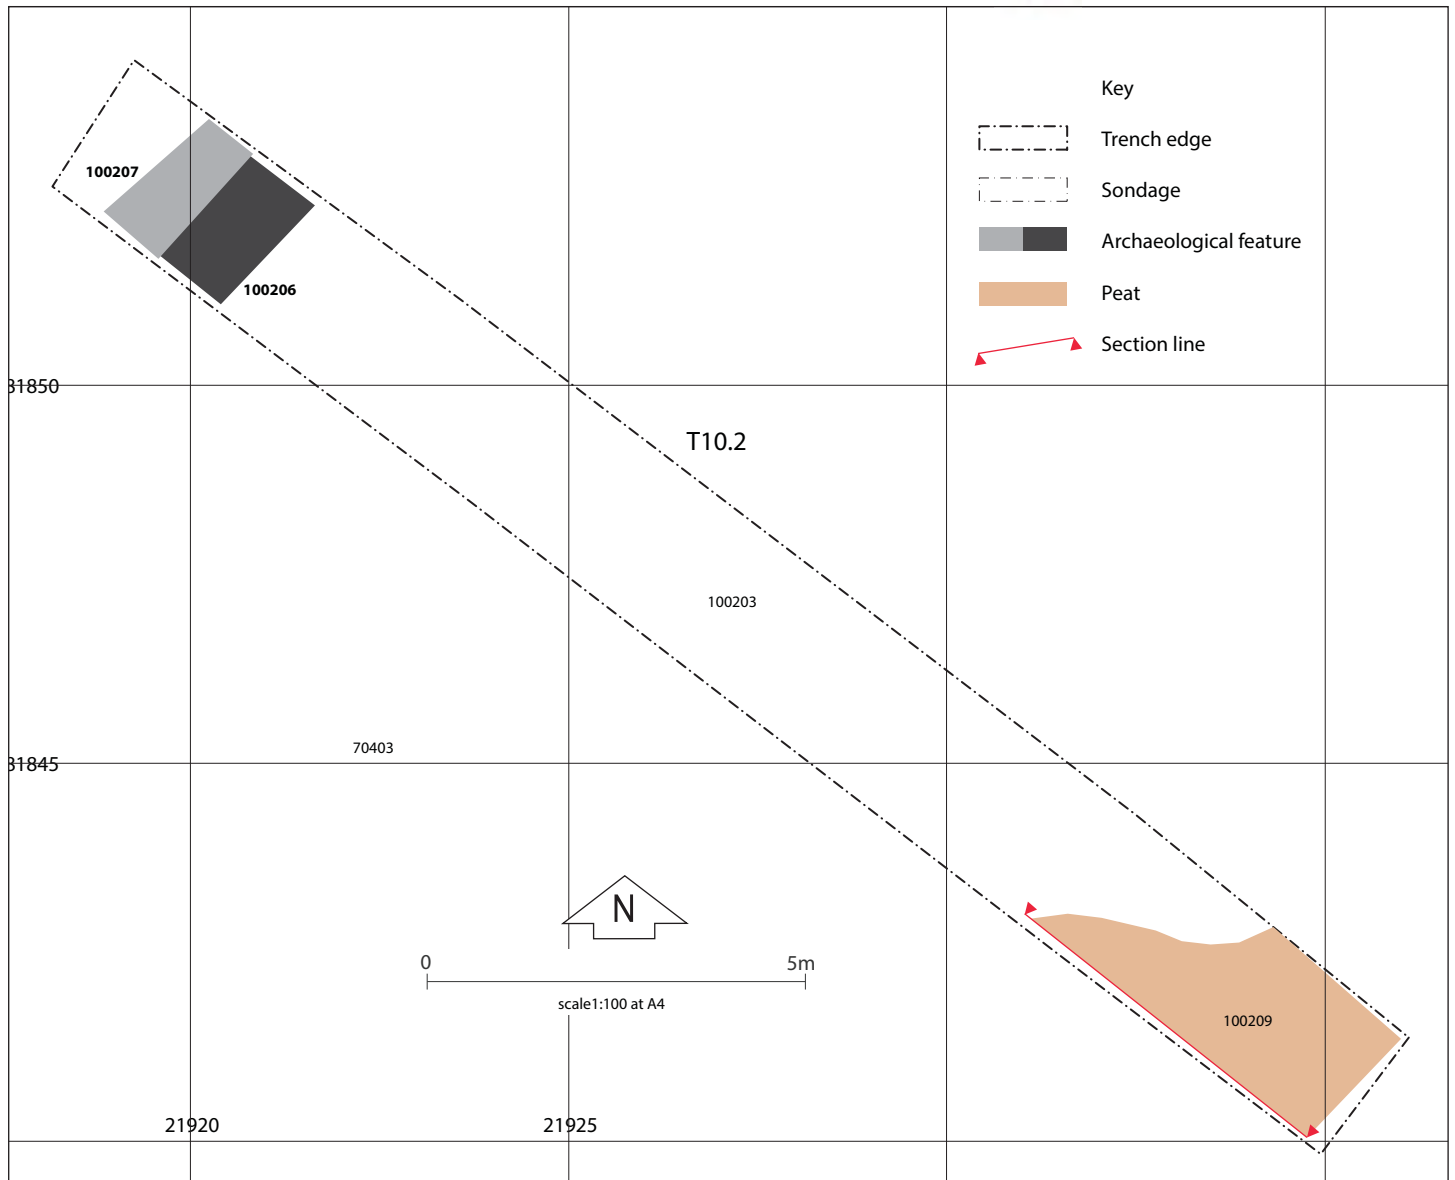 Key
Trench edge
Sondage
Archaeological feature
Peat
Section line
100207
100206
31850
T10.2
100203
70403
31845
N
0 5m
scale1:100 at A4
100209
21920 21925